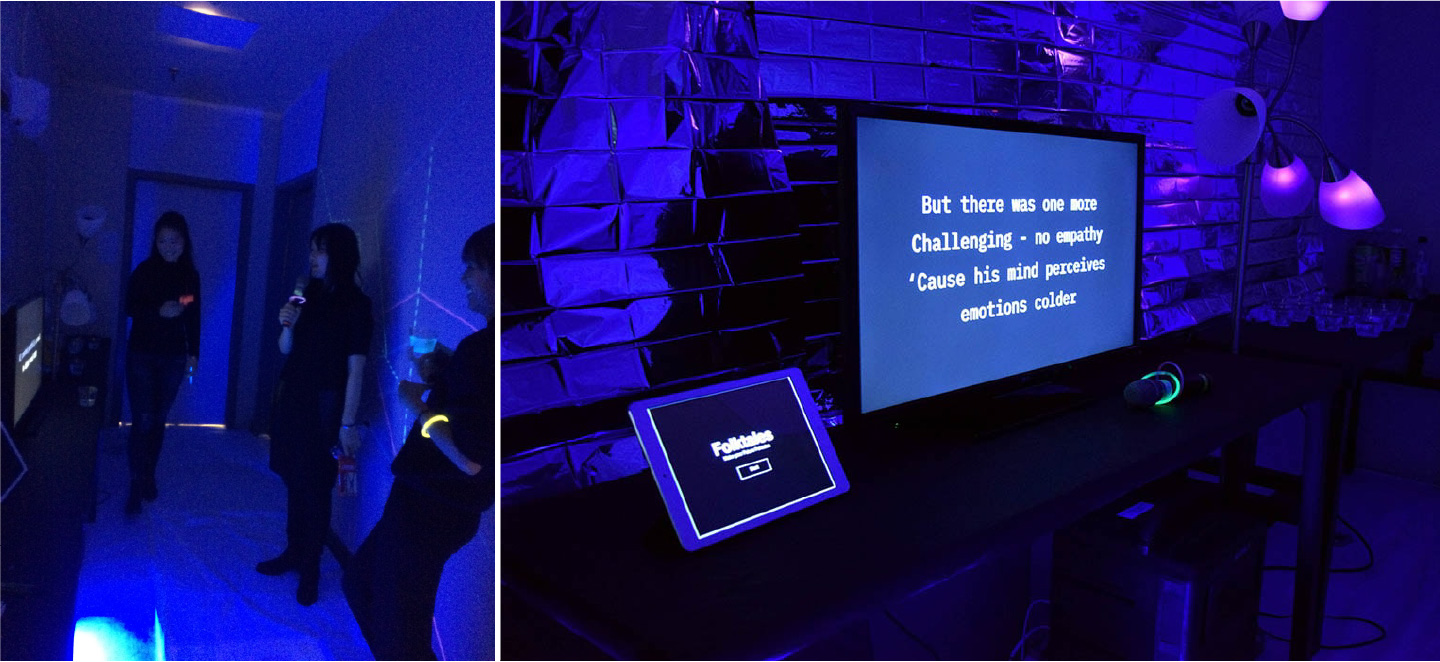 But there was one more
Challenging - no empathy
‘Cause his mind perceives
emotions colder
Folktales